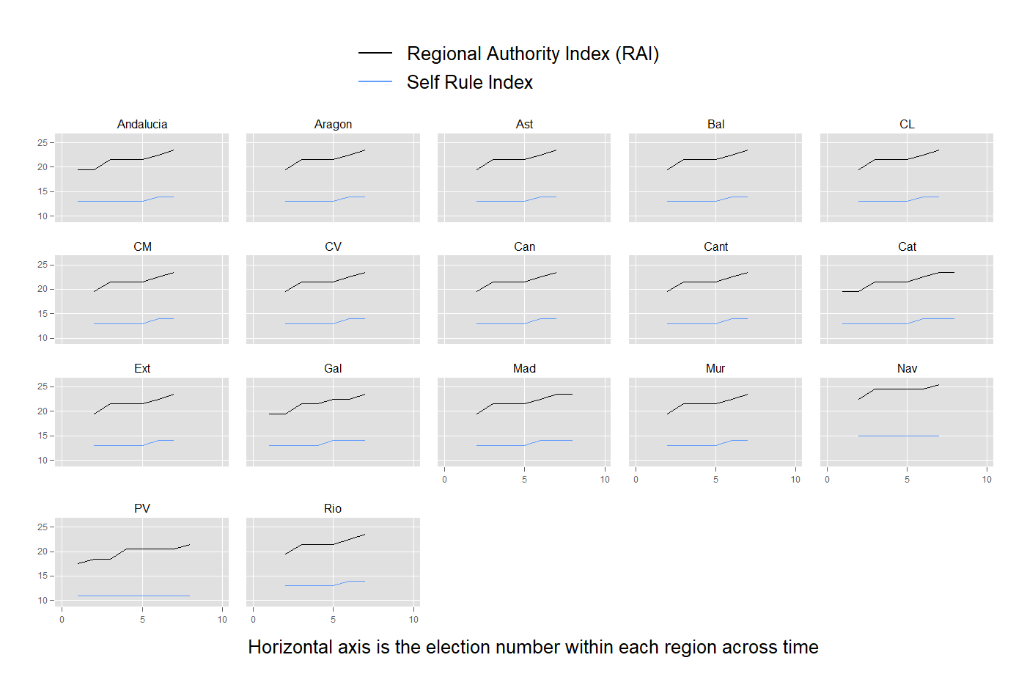 Regional Authority Index (RAI)
Self Rule Index
Andalucia Aragon Ast Bal CL
25
20
15
10
CM CV Can Cant Cat
25
20
15
10
Ext Gal Mad Mur Nav
25
20
15
10
0 5 10 0 5 10 0 5 10
PV Rio
25
20
15
10
0 5 10 0 5 10
Horizontal axis is the election number within each region across time